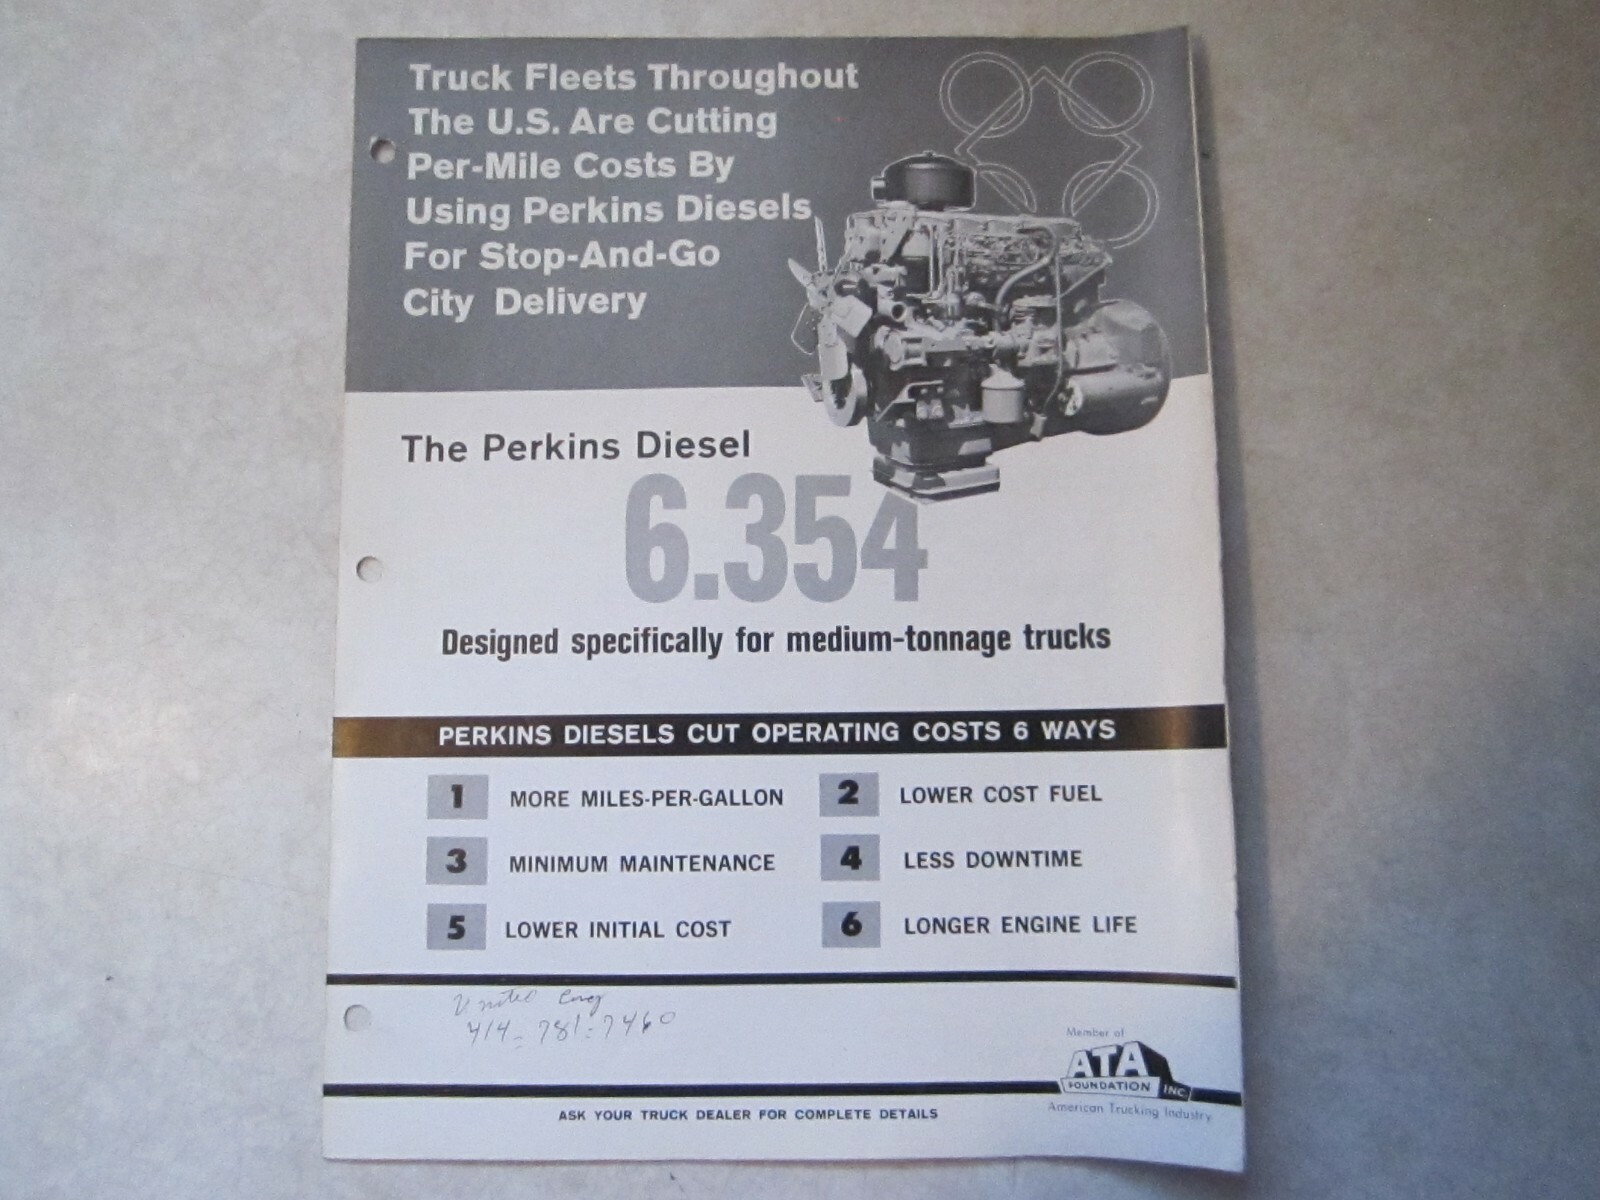 Truck Fleets Throughout
The U.S. Are Cutting
Per-Mile Costs By
Using Perkins Diesels
For Stop-And-Go
City Delivery
The Perkins Diesel
6.354
Designed specifically for medium-tonnage trucks
PERKINS DIESELS CUT OPERATING COSTS 6 WAYS
1 MORE MILES-PER-GALLON
2 LOWER COST FUEL
3 MINIMUM MAINTENANCE
4 LESS DOWNTIME
5 LOWER INITIAL COST
6 LONGER ENGINE LIFE
United Eng
414-781-7460
Member of
ATA
FOUNDATION INC.
American Trucking Industry
ASK YOUR TRUCK DEALER FOR COMPLETE DETAILS